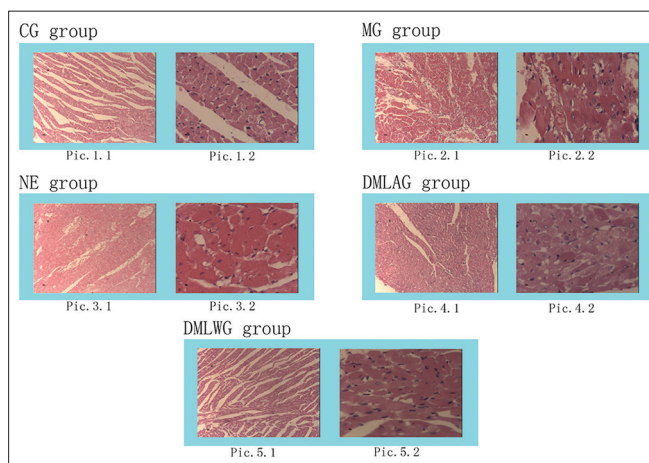 CG group
Pic.1.1
Pic.1.2
MG group
Pic.2.1
Pic.2.2
NE group
Pic.3.1
Pic.3.2
DMLAG group
Pic.4.1
Pic.4.2
DMLWG group
Pic.5.1
Pic.5.2